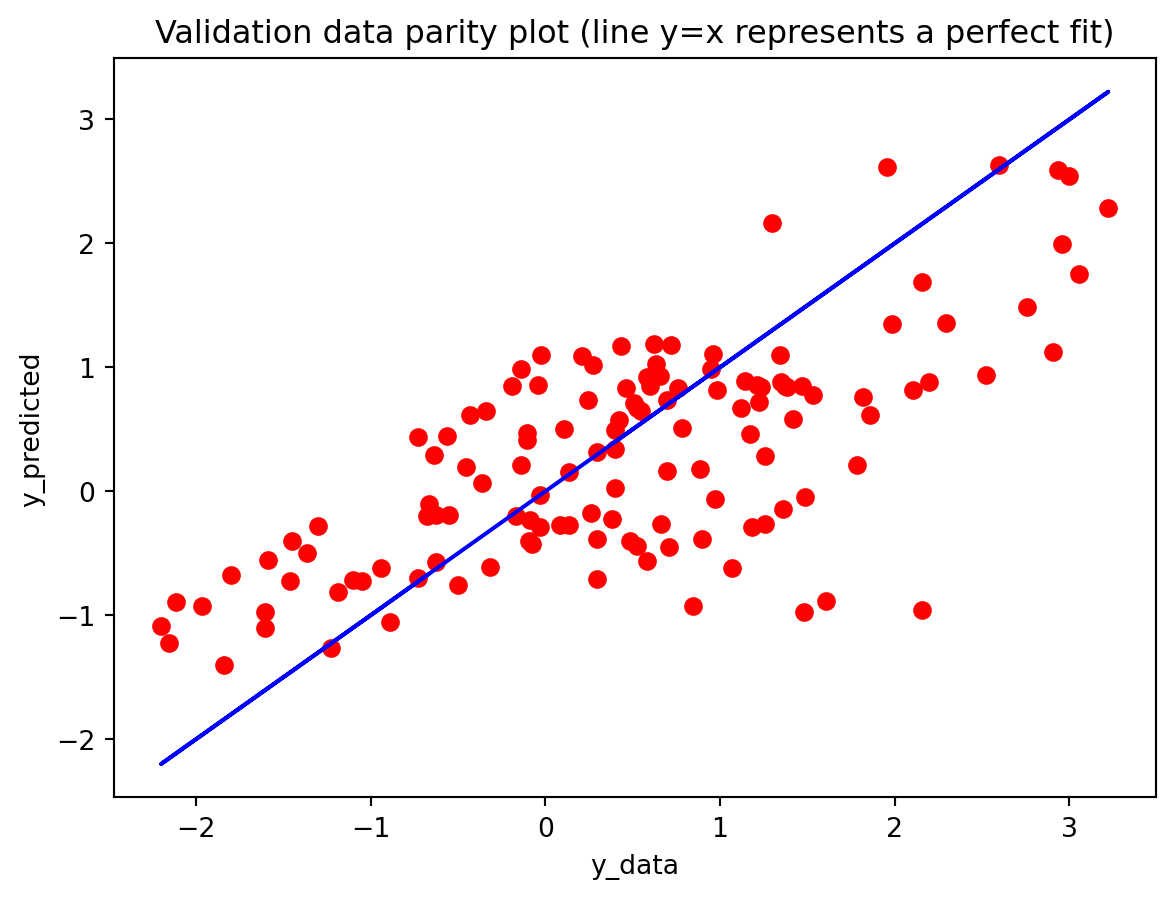 Validation data parity plot (line y=x represents a perfect fit)
3
2
1
0
−1
−2
y_predicted
−2 −1 0 1 2 3
y_data